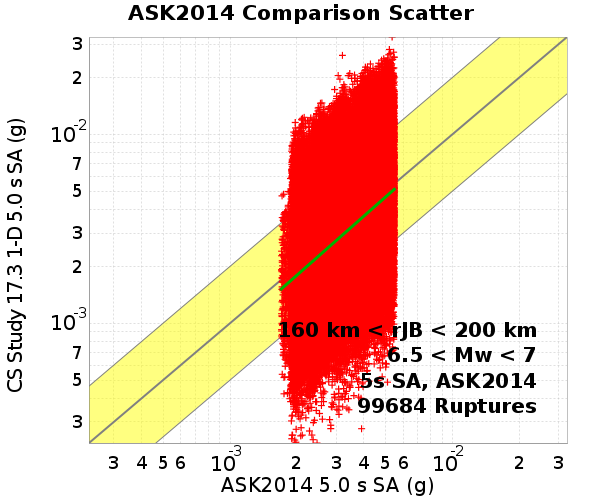 ASK2014 Comparison Scatter
CS Study 17.3 1-D 5.0 s SA (g)
3
2
10^-2
7
5
3
2
10^-3
7
5
3
160 km < rJB < 200 km
6.5 < Mw < 7
5s SA, ASK2014
99684 Ruptures
3 4 5 6 10^-3 2 3 4 5 6 10^-2 2 3
ASK2014 5.0 s SA (g)